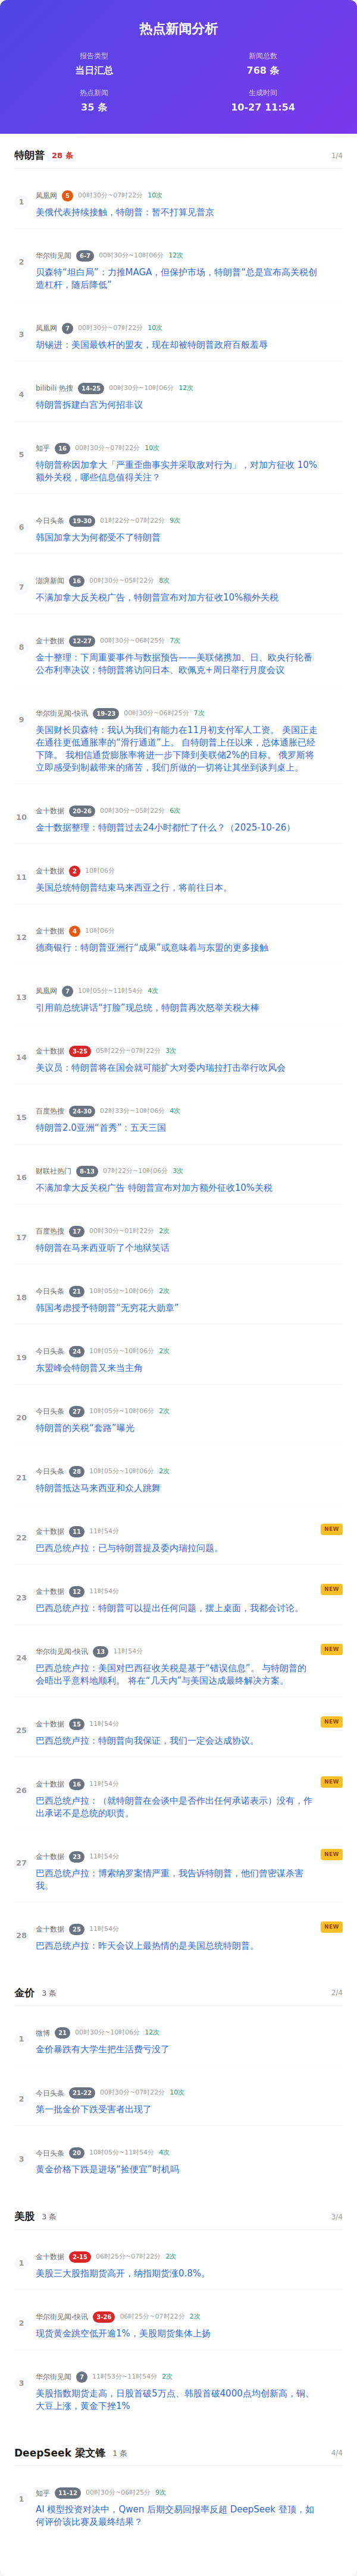 热点新闻分析
报告类型
当日汇总
新闻总数
768 条
热点新闻
35 条
生成时间
10-27 11:54
特朗普 28 条 1/4
1
凤凰网 5 00时30分~07时22分 10次
美俄代表持续接触，特朗普：暂不打算见普京
2
华尔街见闻 6-7 00时30分~10时06分 12次
贝森特“坦白局”：力推MAGA，但保护市场，特朗普“总是宣布高关税创
造杠杆，随后降低”
3
凤凰网 7 00时30分~07时22分 10次
胡锡进：美国最铁杆的盟友，现在却被特朗普政府百般羞辱
4
bilibili 热搜 14-25 00时30分~10时06分 12次
特朗普拆建白宫为何招非议
5
知乎 16 00时30分~07时22分 10次
特朗普称因加拿大「严重歪曲事实并采取敌对行为」，对加方征收 10%
额外关税，哪些信息值得关注？
6
今日头条 19-30 01时22分~07时22分 9次
韩国加拿大为何都受不了特朗普
7
澎湃新闻 16 00时30分~05时22分 8次
不满加拿大反关税广告，特朗普宣布对加方征收10%额外关税
8
金十数据 12-27 00时30分~06时25分 7次
金十整理：下周重要事件与数据预告——美联储携加、日、欧央行轮番
公布利率决议；特朗普将访问日本、欧佩克+周日举行月度会议
9
华尔街见闻-快讯 19-23 00时30分~06时25分 7次
美国财长贝森特：我认为我们有能力在11月初支付军人工资。 美国正走
在通往更低通胀率的“滑行通道”上。 自特朗普上任以来，总体通胀已经
下降。 我相信通货膨胀率将进一步下降到美联储2%的目标。 俄罗斯将
立即感受到制裁带来的痛苦，我们所做的一切将让其坐到谈判桌上。
10
金十数据 20-26 00时30分~05时22分 6次
金十数据整理：特朗普过去24小时都忙了什么？（2025-10-26）
11
金十数据 2 10时06分
美国总统特朗普结束马来西亚之行，将前往日本。
12
金十数据 4 10时06分
德商银行：特朗普亚洲行“成果”或意味着与东盟的更多接触
13
凤凰网 7 10时05分~11时54分 4次
引用前总统讲话“打脸”现总统，特朗普再次怒举关税大棒
14
金十数据 3-25 05时22分~07时22分 3次
美议员：特朗普将在国会就可能扩大对委内瑞拉打击举行吹风会
15
百度热搜 24-30 02时33分~10时06分 4次
特朗普2.0亚洲“首秀”：五天三国
16
财联社热门 8-13 07时22分~10时06分 3次
不满加拿大反关税广告 特朗普宣布对加方额外征收10%关税
17
百度热搜 17 00时30分~01时22分 2次
特朗普在马来西亚听了个地狱笑话
18
今日头条 21 10时05分~10时06分 2次
韩国考虑授予特朗普“无穷花大勋章”
19
今日头条 24 10时05分~10时06分 2次
东盟峰会特朗普又来当主角
20
今日头条 27 10时05分~10时06分 2次
特朗普的关税“套路”曝光
21
今日头条 28 10时05分~10时06分 2次
特朗普抵达马来西亚和众人跳舞
22
金十数据 11 11时54分 NEW
巴西总统卢拉：已与特朗普提及委内瑞拉问题。
23
金十数据 12 11时54分 NEW
巴西总统卢拉：特朗普可以提出任何问题，摆上桌面，我都会讨论。
24
华尔街见闻-快讯 13 11时54分 NEW
巴西总统卢拉：美国对巴西征收关税是基于“错误信息”。 与特朗普的
会晤出乎意料地顺利。 将在“几天内”与美国达成最终解决方案。
25
金十数据 15 11时54分 NEW
巴西总统卢拉：特朗普向我保证，我们一定会达成协议。
26
金十数据 16 11时54分 NEW
巴西总统卢拉：（就特朗普在会谈中是否作出任何承诺表示）没有，作
出承诺不是总统的职责。
27
金十数据 23 11时54分 NEW
巴西总统卢拉：博索纳罗案情严重，我告诉特朗普，他们曾密谋杀害
我。
28
金十数据 25 11时54分 NEW
巴西总统卢拉：昨天会议上最热情的是美国总统特朗普。
金价 3 条 2/4
1
微博 21 00时30分~10时06分 12次
金价暴跌有大学生把生活费亏没了
2
今日头条 21-22 00时30分~07时22分 10次
第一批金价下跌受害者出现了
3
今日头条 20 10时05分~11时54分 4次
黄金价格下跌是进场“捡便宜”时机吗
美股 3 条 3/4
1
金十数据 2-15 06时25分~07时22分 2次
美股三大股指期货高开，纳指期货涨0.8%。
2
华尔街见闻-快讯 3-26 06时25分~07时22分 2次
现货黄金跳空低开逾1%，美股期货集体上扬
3
华尔街见闻 7 11时53分~11时54分 2次
美股指数期货走高，日股首破5万点、韩股首破4000点均创新高，铜、
大豆上涨，黄金下挫1%
DeepSeek 梁文锋 1 条 4/4
1
知乎 11-12 00时30分~06时25分 9次
AI 模型投资对决中，Qwen 后期交易回报率反超 DeepSeek 登顶，如
何评价该比赛及最终结果？